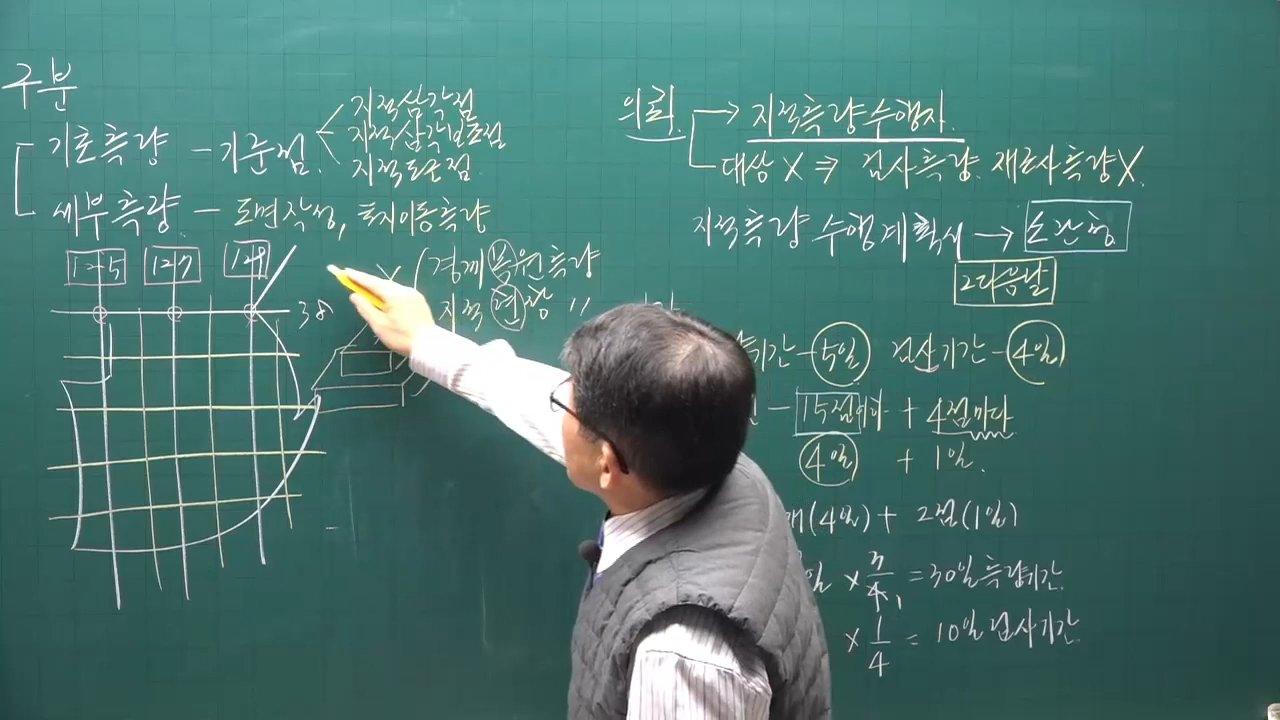 구분
기초측량 - 기준점
지적삼각점
지적삼각보조점
지적도근점
세부측량 - 도면작성, 토지이동측량
125 127 129
38
경계복원측량
지적현황 〃
의뢰 → 지적측량수행자
대상 X ⇒ 검사측량 재조사측량 X
지적측량 수행계획서 → 소관청
2다음날
기간 - 5일 검사기간 - 4일
- 15점이하 + 4점마다
4일 + 1일
(4일) + 2점(1일)
일 × 3/4 = 30일 측량기간
× 1/4 = 10일 검사기간